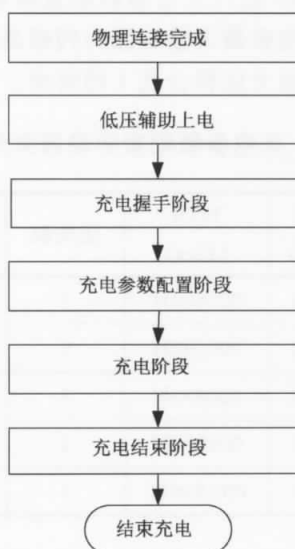 物理连接完成
低压辅助上电
充电握手阶段
充电参数配置阶段
充电阶段
充电结束阶段
结束充电